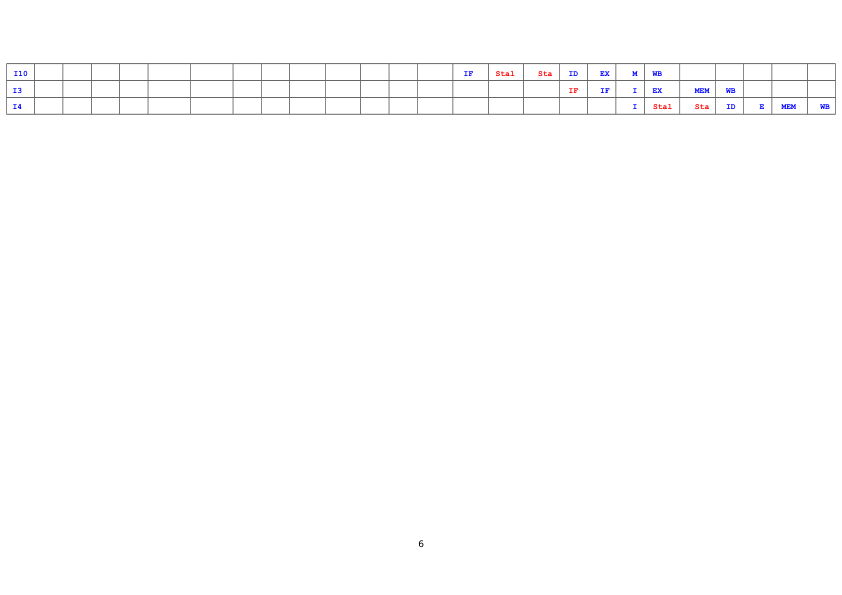 I10 IF Stal Sta ID EX M WB
I3 IF IF I EX MEM WB
I4 I Stal Sta ID E MEM WB
6